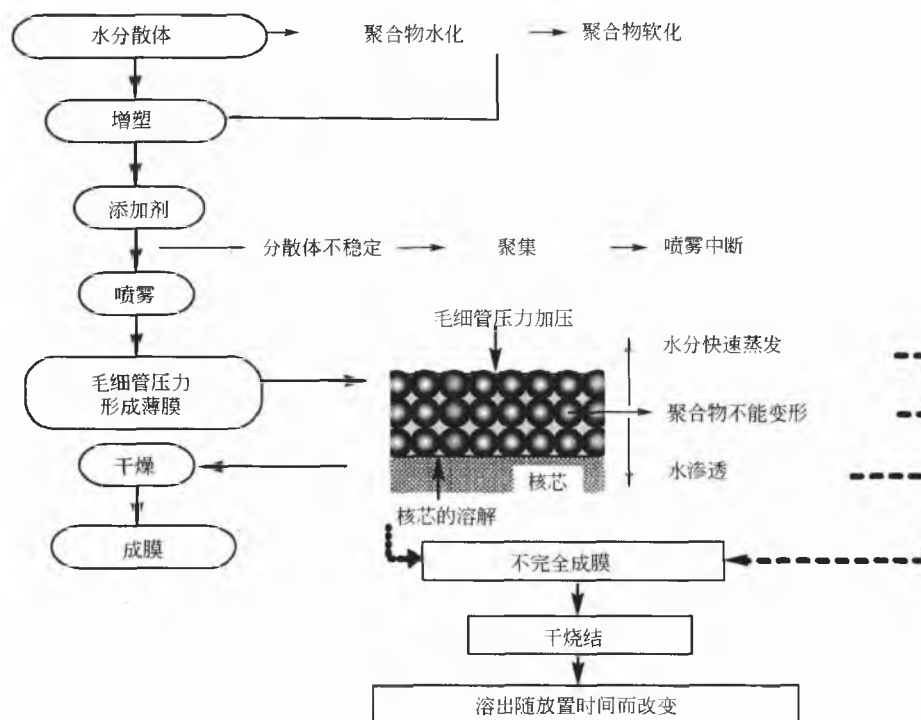 水分散体
聚合物水化
聚合物软化
增塑
添加剂
分散体不稳定
聚集
喷雾中断
喷雾
毛细管压力加压
水分快速蒸发
毛细管压力
形成薄膜
聚合物不能变形
干燥
水渗透
核芯
核芯的溶解
成膜
不完全成膜
干烧结
溶出随放置时间而改变